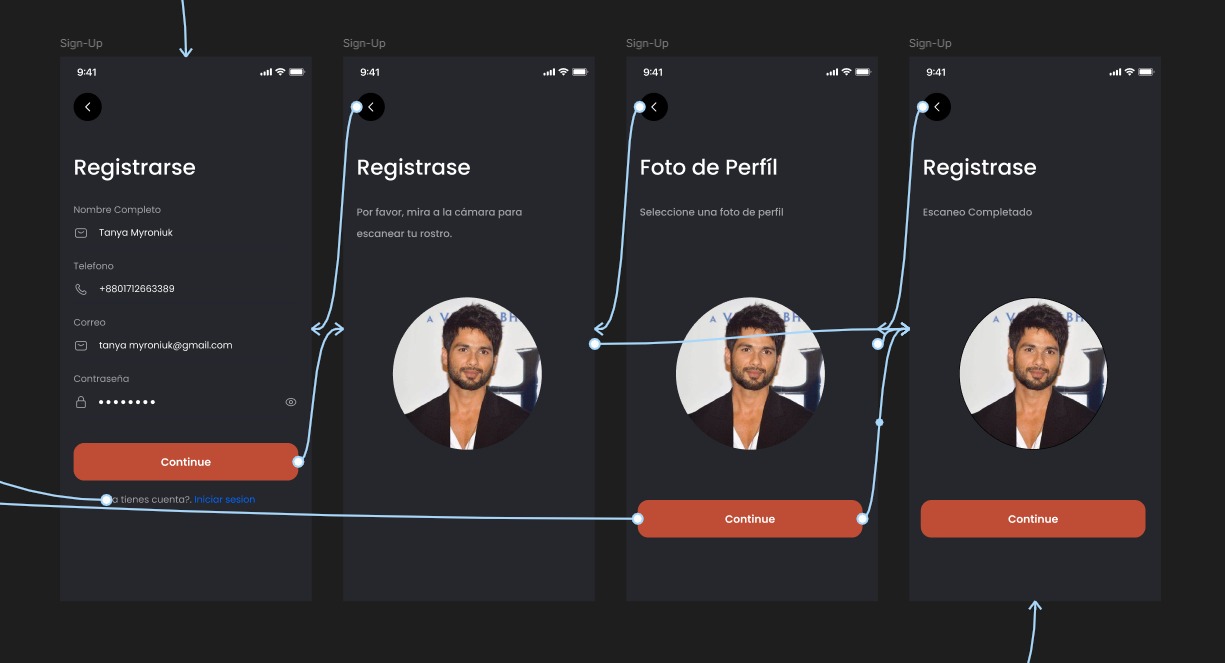 Sign-Up
9:41
Registrarse
Nombre Completo
Tanya Myroniuk
Telefono
+8801712663389
Correo
tanya myroniuk@gmail.com
Contraseña
Continue
a tienes cuenta?. Iniciar sesion
Sign-Up
9:41
Registrase
Por favor, mira a la cámara para
escanear tu rostro.
A V BH
Sign-Up
9:41
Foto de Perfíl
Seleccione una foto de perfil
A V BH
Continue
Sign-Up
9:41
Registrase
Escaneo Completado
A V BH
Continue